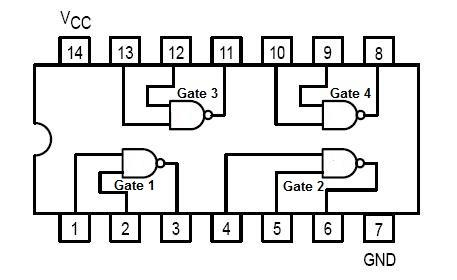 VCC
14 13 12 11 10 9 8
Gate 3 Gate 4
Gate 1 Gate 2
1 2 3 4 5 6 7
GND